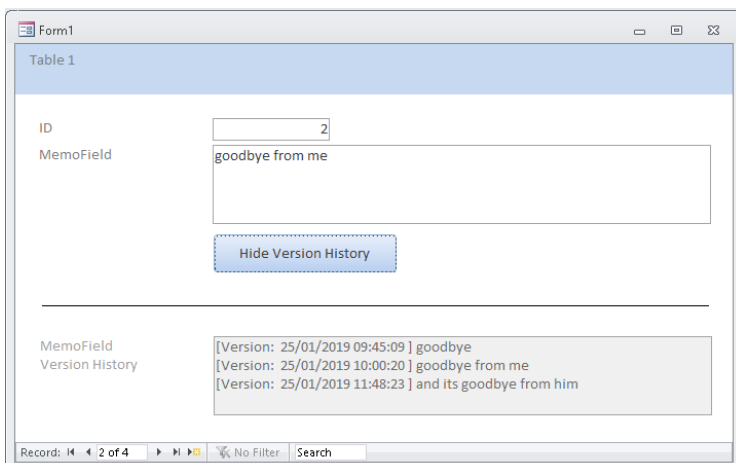 Form1
Table 1
ID 2
MemoField goodbye from me
Hide Version History
MemoField
Version History
[Version: 25/01/2019 09:45:09 ] goodbye
[Version: 25/01/2019 10:00:20 ] goodbye from me
[Version: 25/01/2019 11:48:23 ] and its goodbye from him
Record: 2 of 4 No Filter Search